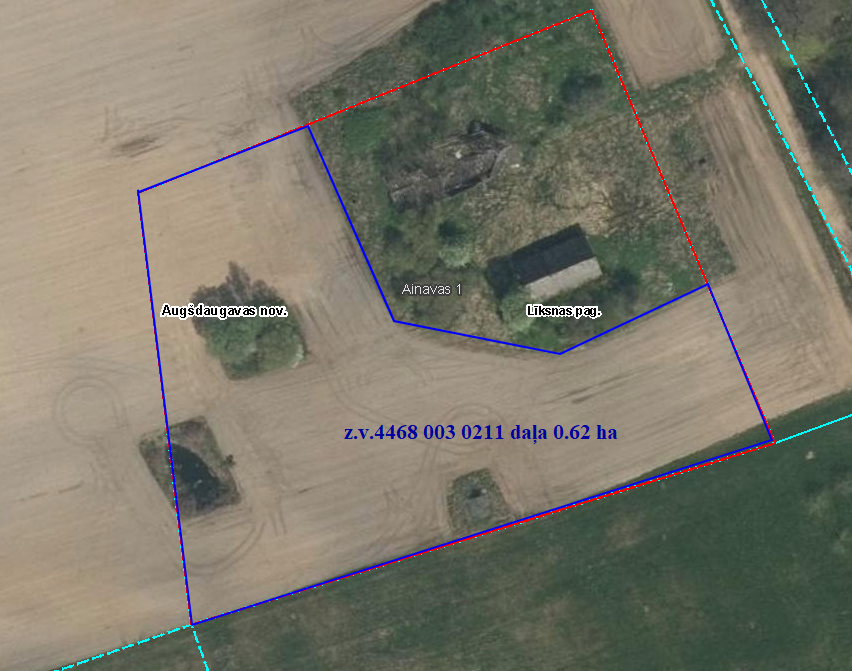 Ainavas 1
Augšdaugavas nov.
Līksnas pag.
z.v.4468 003 0211 daļa 0.62 ha